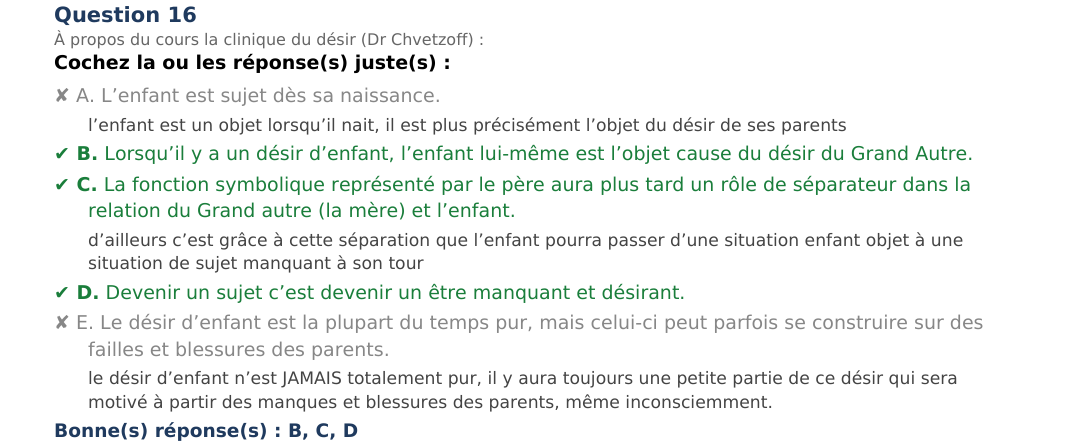 Question 16
À propos du cours la clinique du désir (Dr Chvetzoff) :
Cochez la ou les réponse(s) juste(s) :
✘ A. L’enfant est sujet dès sa naissance.
l’enfant est un objet lorsqu’il nait, il est plus précisément l’objet du désir de ses parents
✔ B. Lorsqu’il y a un désir d’enfant, l’enfant lui-même est l’objet cause du désir du Grand Autre.
✔ C. La fonction symbolique représenté par le père aura plus tard un rôle de séparateur dans la
relation du Grand autre (la mère) et l’enfant.
d’ailleurs c’est grâce à cette séparation que l’enfant pourra passer d’une situation enfant objet à une
situation de sujet manquant à son tour
✔ D. Devenir un sujet c’est devenir un être manquant et désirant.
✘ E. Le désir d’enfant est la plupart du temps pur, mais celui-ci peut parfois se construire sur des
failles et blessures des parents.
le désir d’enfant n’est JAMAIS totalement pur, il y aura toujours une petite partie de ce désir qui sera
motivé à partir des manques et blessures des parents, même inconsciemment.
Bonne(s) réponse(s) : B, C, D